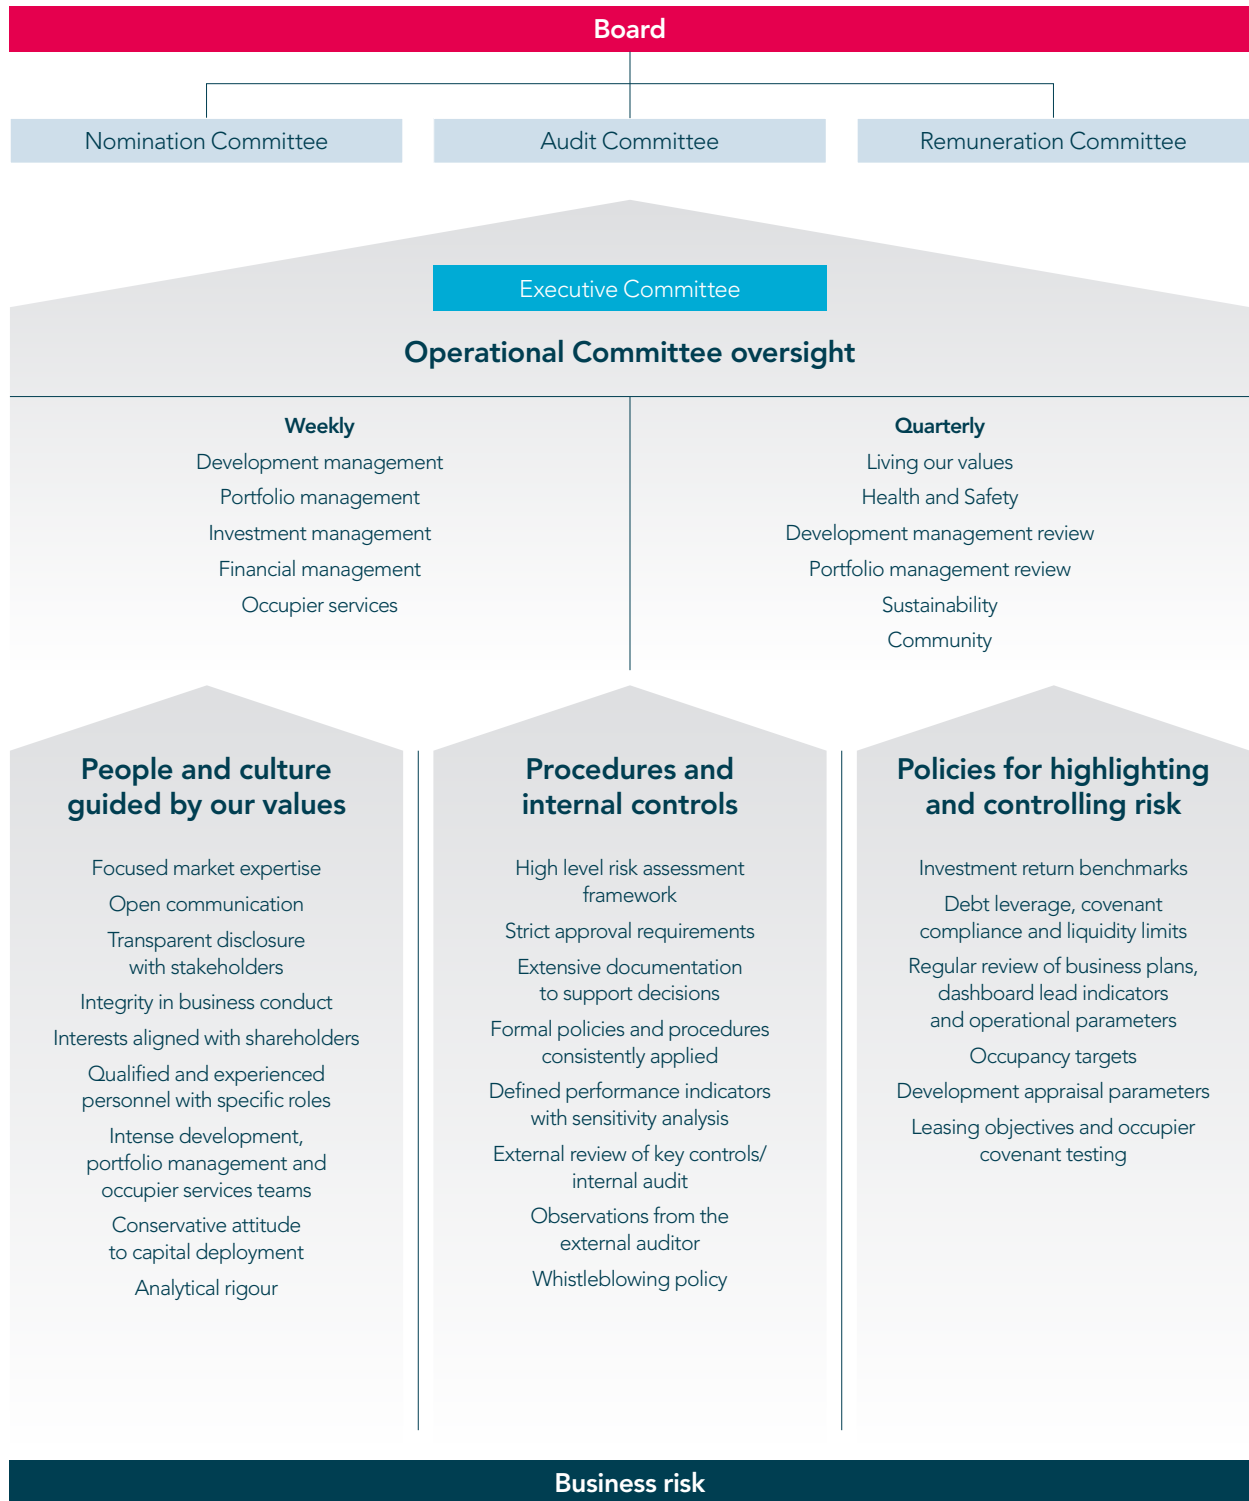 Board
Nomination Committee
Audit Committee
Remuneration Committee
Executive Committee
Operational Committee oversight
Weekly
Development management
Portfolio management
Investment management
Financial management
Occupier services
Quarterly
Living our values
Health and Safety
Development management review
Portfolio management review
Sustainability
Community
People and culture
guided by our values
Focused market expertise
Open communication
Transparent disclosure
with stakeholders
Integrity in business conduct
Interests aligned with shareholders
Qualified and experienced
personnel with specific roles
Intense development,
portfolio management and
occupier services teams
Conservative attitude
to capital deployment
Analytical rigour
Procedures and
internal controls
High level risk assessment
framework
Strict approval requirements
Extensive documentation
to support decisions
Formal policies and procedures
consistently applied
Defined performance indicators
with sensitivity analysis
External review of key controls/
internal audit
Observations from the
external auditor
Whistleblowing policy
Policies for highlighting
and controlling risk
Investment return benchmarks
Debt leverage, covenant
compliance and liquidity limits
Regular review of business plans,
dashboard lead indicators
and operational parameters
Occupancy targets
Development appraisal parameters
Leasing objectives and occupier
covenant testing
Business risk